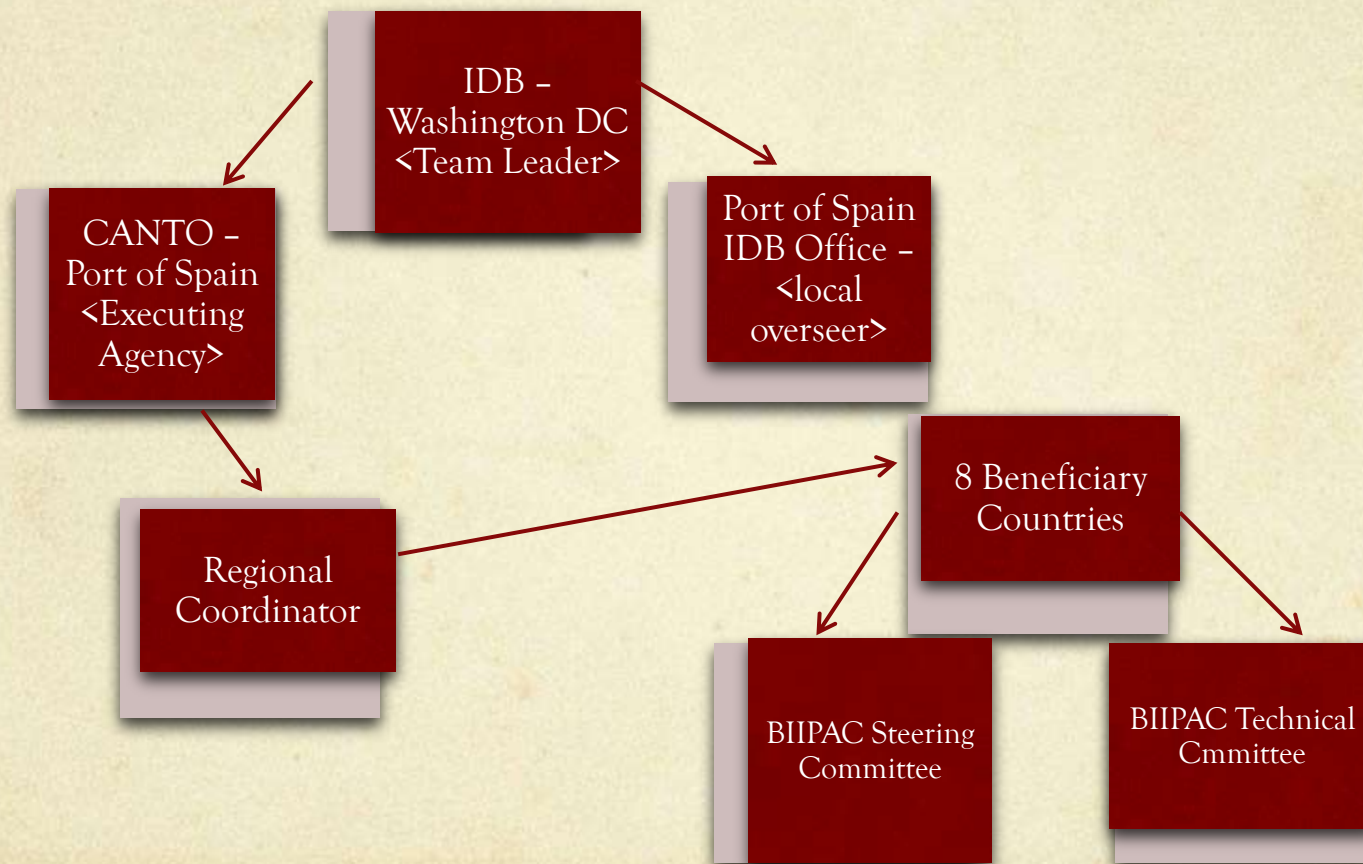 IDB –
Washington DC
<Team Leader>
CANTO –
Port of Spain
<Executing
Agency>
Port of Spain
IDB Office –
<local
overseer>
Regional
Coordinator
8 Beneficiary
Countries
BIIPAC Steering
Committee
BIIPAC Technical
Cmmittee